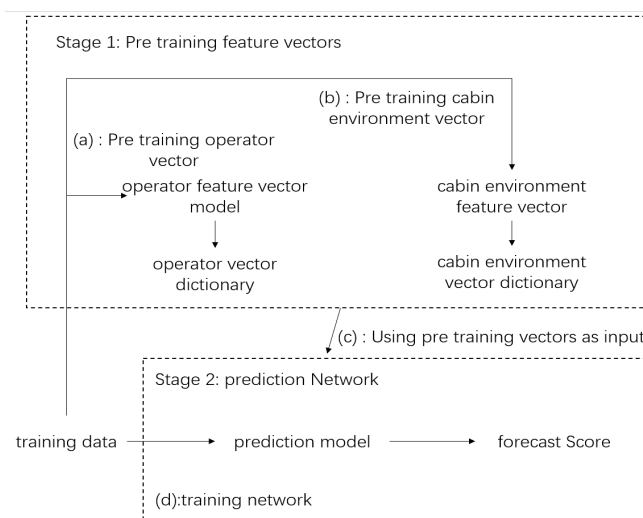 Stage 1: Pre training feature vectors
(b) : Pre training cabin
environment vector
(a) : Pre training operator
vector
operator feature vector
model
cabin environment
feature vector
operator vector
dictionary
cabin environment
vector dictionary
(c) : Using pre training vectors as input
Stage 2: prediction Network
training data
prediction model
forecast Score
(d):training network